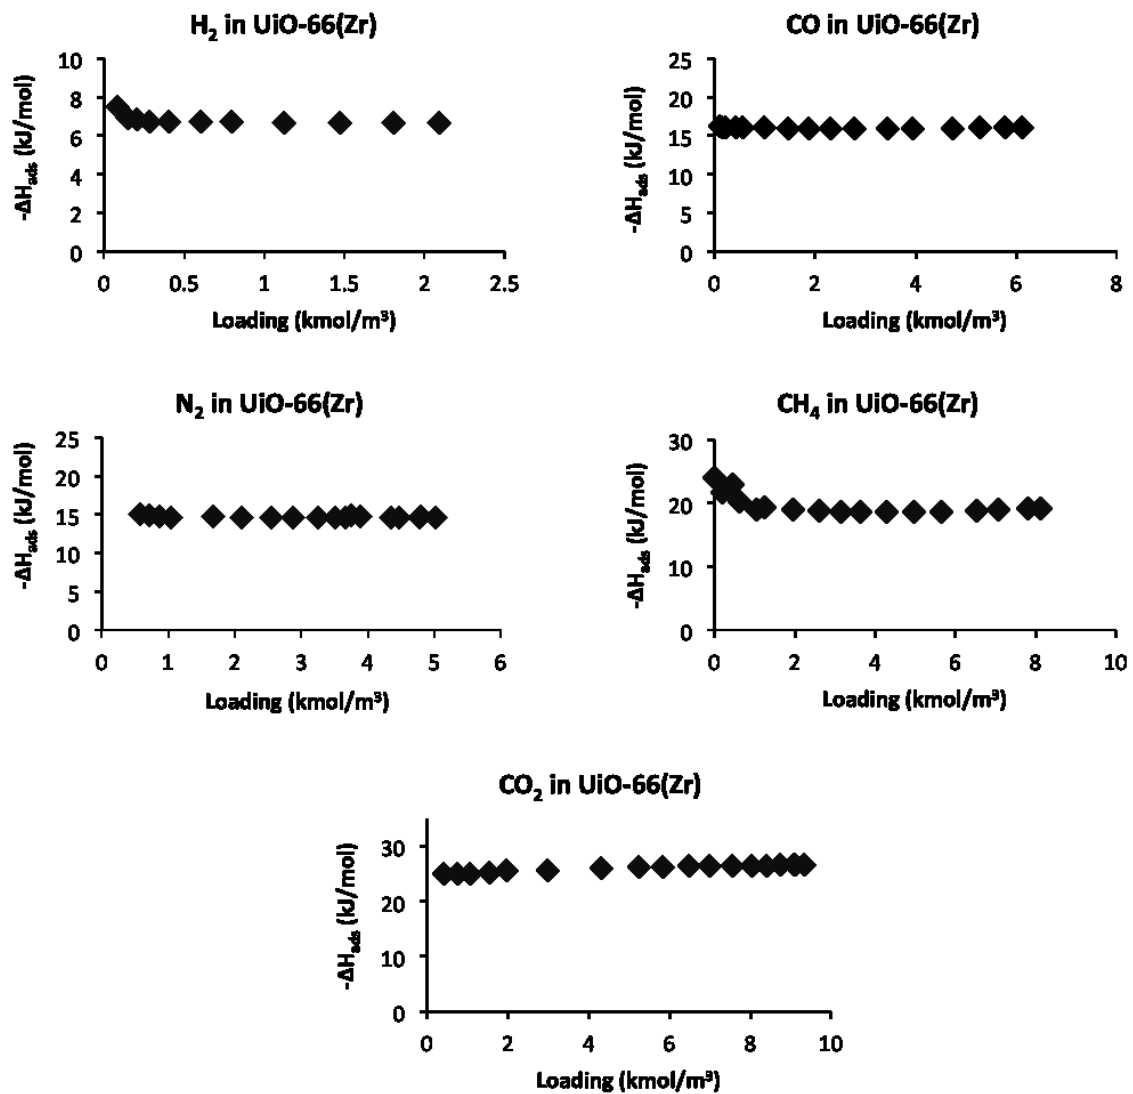 H₂ in UiO-66(Zr)
-ΔHₐdₛ (kJ/mol)
10
8
6
4
2
0
0 0.5 1 1.5 2 2.5
Loading (kmol/m³)
CO in UiO-66(Zr)
-ΔHₐdₛ (kJ/mol)
25
20
15
10
5
0
0 2 4 6 8
Loading (kmol/m³)
N₂ in UiO-66(Zr)
-ΔHₐdₛ (kJ/mol)
25
20
15
10
5
0
0 1 2 3 4 5 6
Loading (kmol/m³)
CH₄ in UiO-66(Zr)
-ΔHₐdₛ (kJ/mol)
30
20
10
0
0 2 4 6 8 10
Loading (kmol/m³)
CO₂ in UiO-66(Zr)
-ΔHₐdₛ (kJ/mol)
30
20
10
0
0 2 4 6 8 10
Loading (kmol/m³)